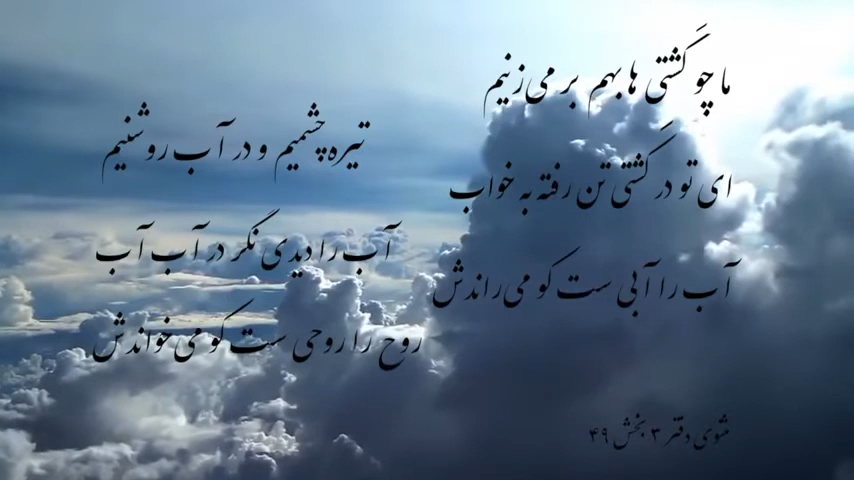 ما چو کَشتی ها بهم بر می‌زنیم
تیره‌چشمیم و در آب روشنیم
ای تو در کَشتی تن رفته به خواب
آب را دیدی نگر در آب آب
آب را آبی ست کو می‌راندش
روح را روحی ست کو می‌خواندش
مثنوی دفتر ۳ بخش ۴۹